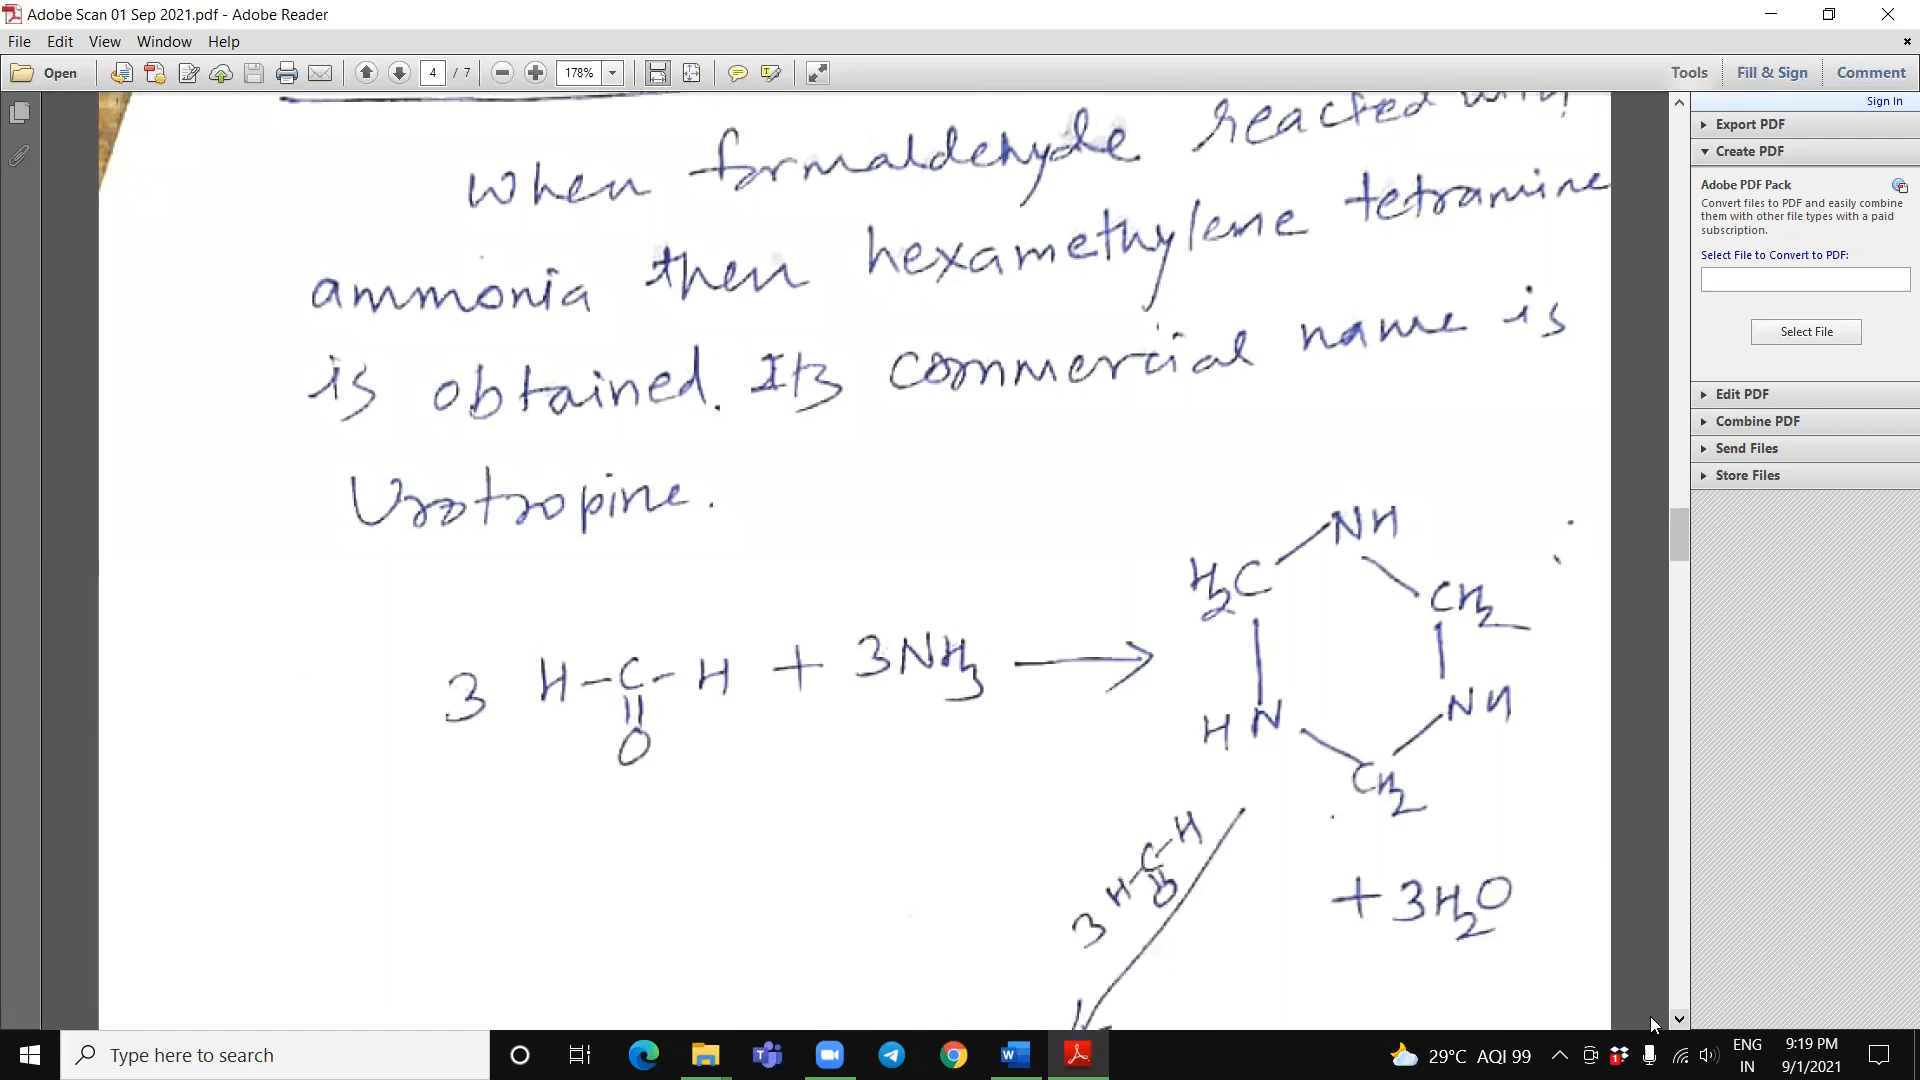 Adobe Scan 01 Sep 2021.pdf - Adobe Reader
File Edit View Window Help
Open 4 / 7 178% Tools Fill & Sign Comment
Sign In
Export PDF
Create PDF
Adobe PDF Pack
Convert files to PDF and easily combine
them with other file types with a paid
subscription.
Select File to Convert to PDF:
Select File
Edit PDF
Combine PDF
Send Files
Store Files
When formaldehyde reacted with
ammonia then hexamethylene tetramine
is obtained. Its commercial name is
Urotropine.
NH
H2C
CH2
3 H-C-H + 3NH3 →
O
HN
NH
CH2
3 H-C-H
O
+ 3H2O
Type here to search
29°C AQI 99
ENG
IN
9:19 PM
9/1/2021